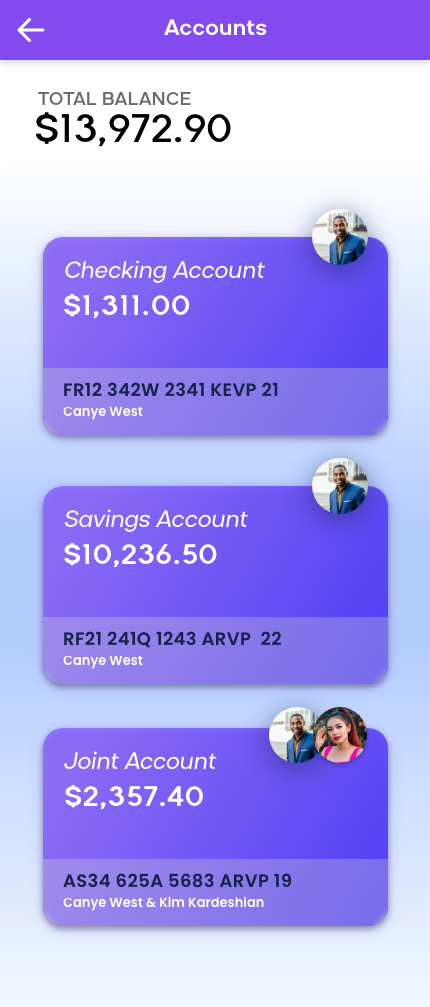 Accounts
TOTAL BALANCE
$13,972.90
Checking Account
$1,311.00
FR12 342W 2341 KEVP 21
Canye West
Savings Account
$10,236.50
RF21 241Q 1243 ARVP  22
Canye West
Joint Account
$2,357.40
AS34 625A 5683 ARVP 19
Canye West & Kim Kardeshian